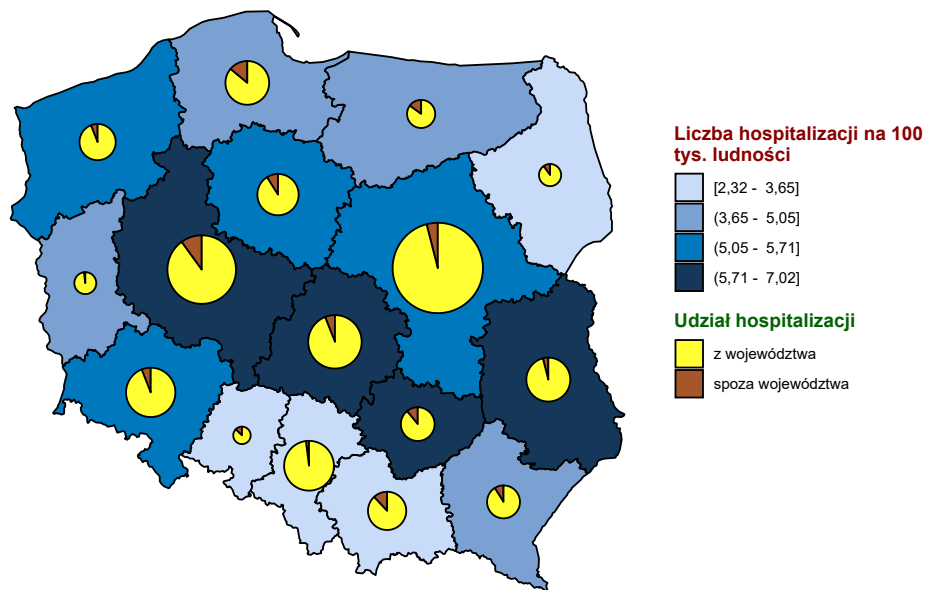 Liczba hospitalizacji na 100
tys. ludności
[2,32 - 3,65]
(3,65 - 5,05]
(5,05 - 5,71]
(5,71 - 7,02]
Udział hospitalizacji
z województwa
spoza województwa